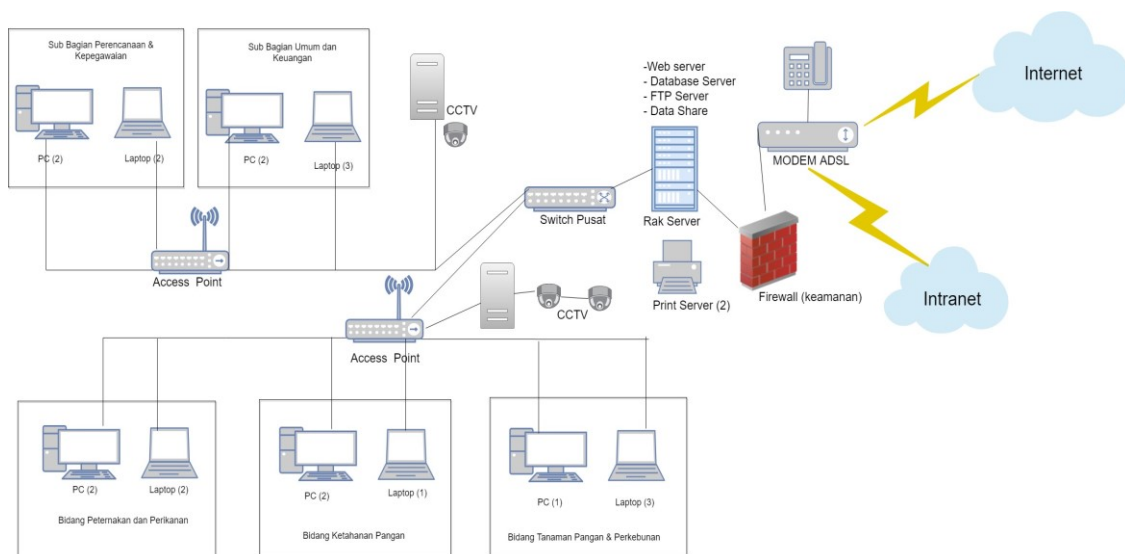 Sub Bagian Perencanaan &
Kepegawaian
PC (2)
Laptop (2)
Sub Bagian Umum dan
Keuangan
PC (2)
Laptop (3)
Access Point
CCTV
Switch Pusat
-Web server
- Database Server
- FTP Server
- Data Share
Rak Server
Print Server (2)
MODEM ADSL
Firewall (keamanan)
Internet
Intranet
Access Point
CCTV
PC (2)
Laptop (2)
Bidang Peternakan dan Perikanan
PC (2)
Laptop (1)
Bidang Ketahanan Pangan
PC (1)
Laptop (3)
Bidang Tanaman Pangan & Perkebunan